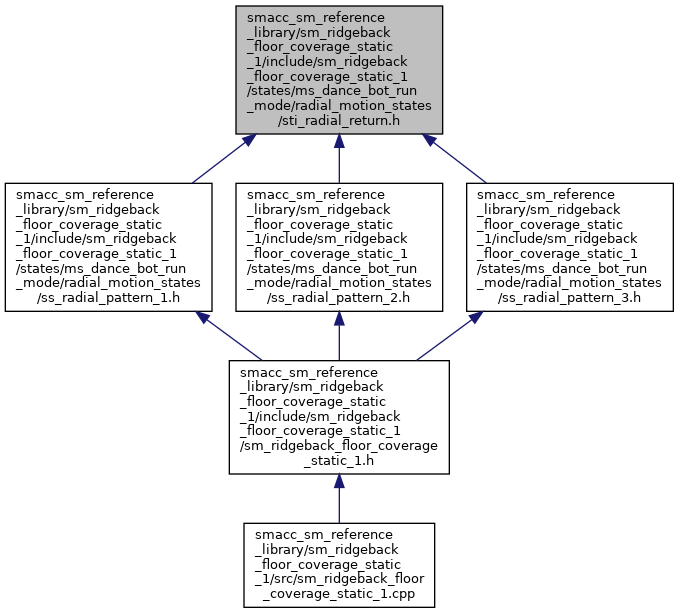 smacc_sm_reference
_library/sm_ridgeback
_floor_coverage_static
_1/include/sm_ridgeback
_floor_coverage_static_1
/states/ms_dance_bot_run
_mode/radial_motion_states
/sti_radial_return.h
smacc_sm_reference
_library/sm_ridgeback
_floor_coverage_static
_1/include/sm_ridgeback
_floor_coverage_static_1
/states/ms_dance_bot_run
_mode/radial_motion_states
/ss_radial_pattern_1.h
smacc_sm_reference
_library/sm_ridgeback
_floor_coverage_static
_1/include/sm_ridgeback
_floor_coverage_static_1
/states/ms_dance_bot_run
_mode/radial_motion_states
/ss_radial_pattern_2.h
smacc_sm_reference
_library/sm_ridgeback
_floor_coverage_static
_1/include/sm_ridgeback
_floor_coverage_static_1
/states/ms_dance_bot_run
_mode/radial_motion_states
/ss_radial_pattern_3.h
smacc_sm_reference
_library/sm_ridgeback
_floor_coverage_static
_1/include/sm_ridgeback
_floor_coverage_static_1
/sm_ridgeback_floor_coverage
_static_1.h
smacc_sm_reference
_library/sm_ridgeback
_floor_coverage_static
_1/src/sm_ridgeback_floor
_coverage_static_1.cpp